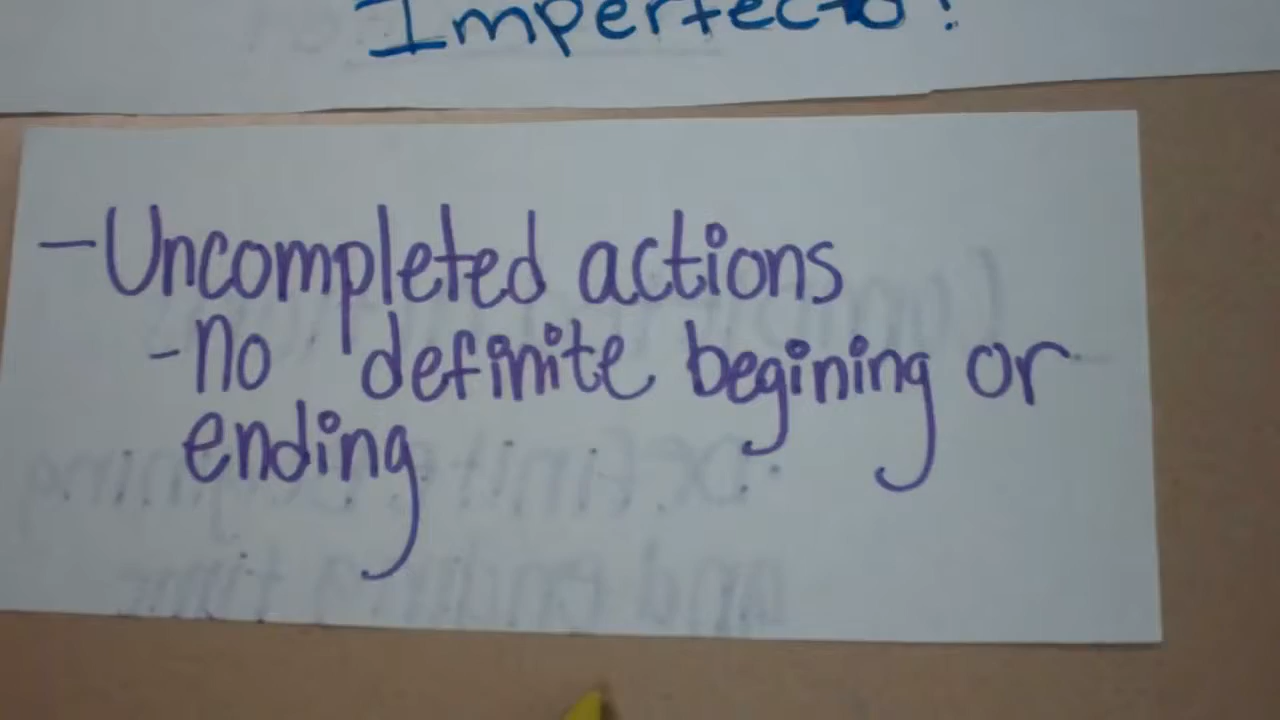 Imperfecto?
-Uncompleted actions
-no definite begining or
ending